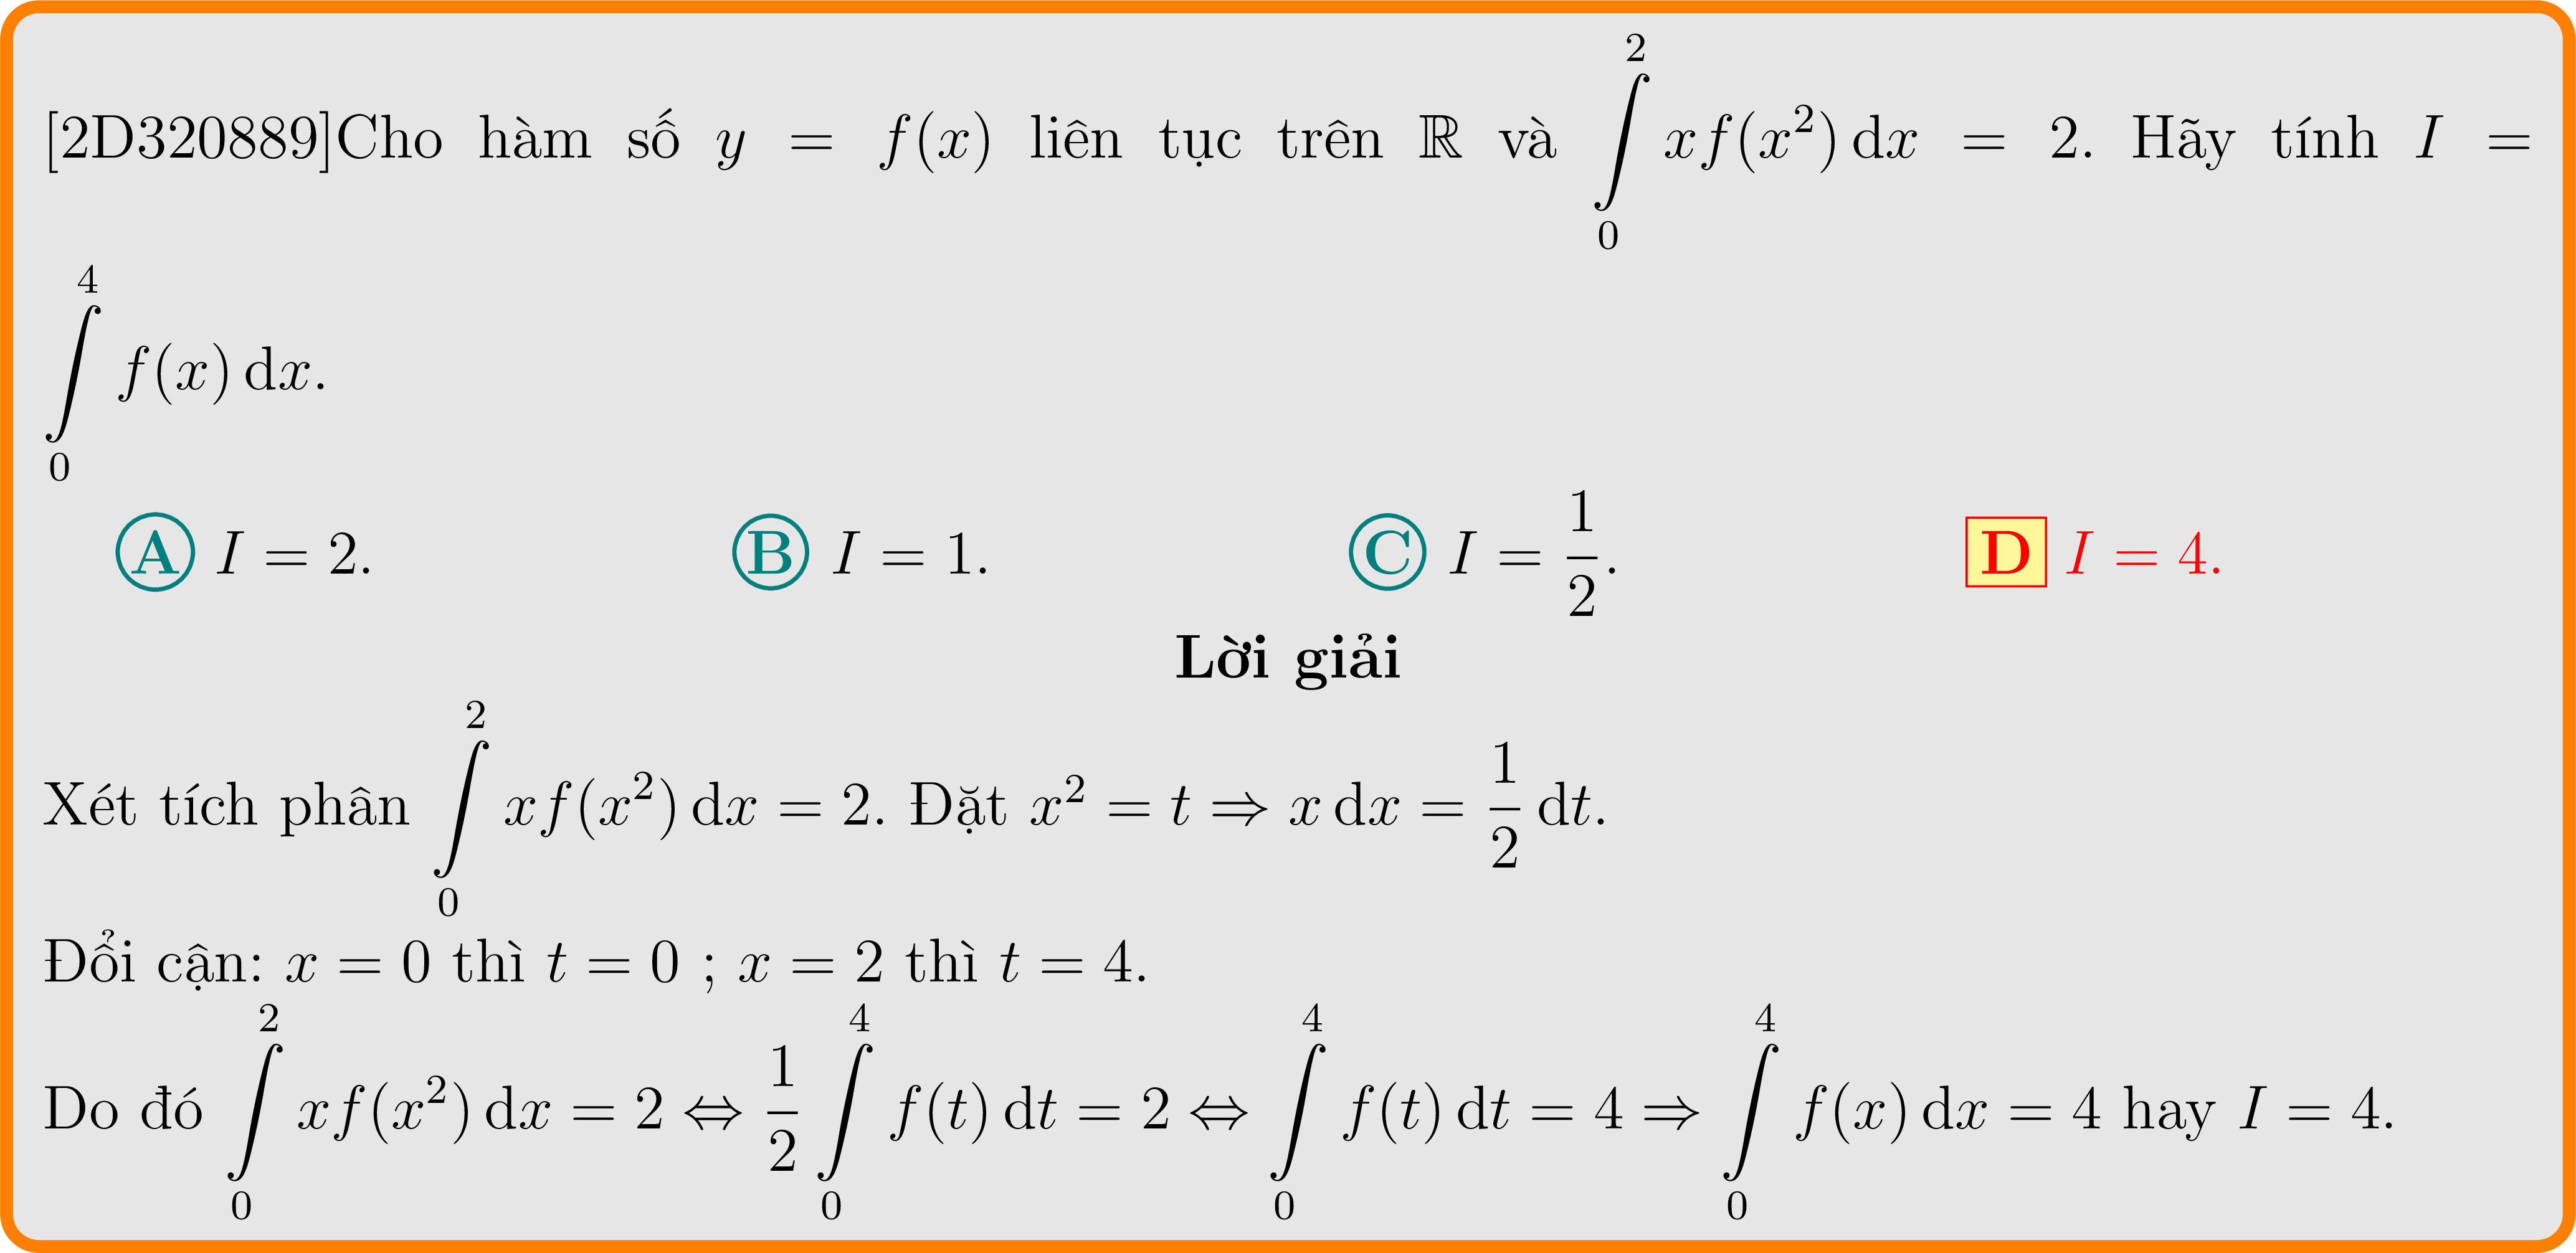 [2D320889]Cho hàm số $y = f(x)$ liên tục trên $\mathbb{R}$ và $\int\limits_0^2 xf(x^2)\,\mathrm{d}x = 2$. Hãy tính $I =$
$\int\limits_0^4 f(x)\,\mathrm{d}x$.
A $I = 2$. B $I = 1$. C $I = \dfrac{1}{2}$. D $I = 4$.
Lời giải
Xét tích phân $\int\limits_0^2 xf(x^2)\,\mathrm{d}x = 2$. Đặt $x^2 = t \Rightarrow x\,\mathrm{d}x = \dfrac{1}{2}\,\mathrm{d}t$.
Đổi cận: $x = 0$ thì $t = 0$ ; $x = 2$ thì $t = 4$.
Do đó $\int\limits_0^2 xf(x^2)\,\mathrm{d}x = 2 \Leftrightarrow \dfrac{1}{2}\int\limits_0^4 f(t)\,\mathrm{d}t = 2 \Leftrightarrow \int\limits_0^4 f(t)\,\mathrm{d}t = 4 \Rightarrow \int\limits_0^4 f(x)\,\mathrm{d}x = 4$ hay $I = 4$.